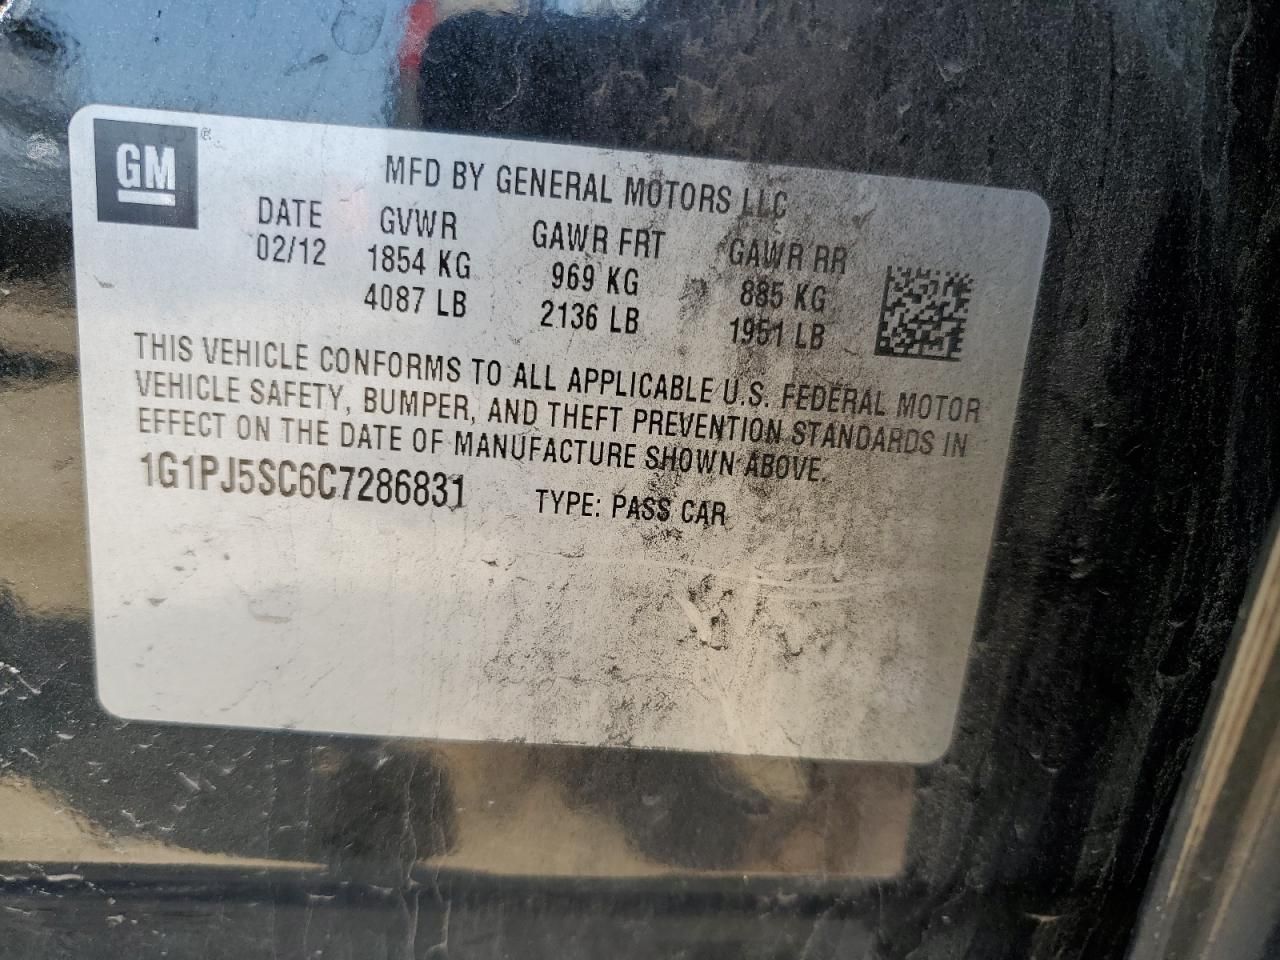 GM
MFD BY GENERAL MOTORS LLC
DATE GVWR GAWR FRT GAWR RR
02/12 1854 KG 969 KG 885 KG
4087 LB 2136 LB 1951 LB
THIS VEHICLE CONFORMS TO ALL APPLICABLE U.S. FEDERAL MOTOR
VEHICLE SAFETY, BUMPER, AND THEFT PREVENTION STANDARDS IN
EFFECT ON THE DATE OF MANUFACTURE SHOWN ABOVE.
1G1PJ5SC6C7286831 TYPE: PASS CAR